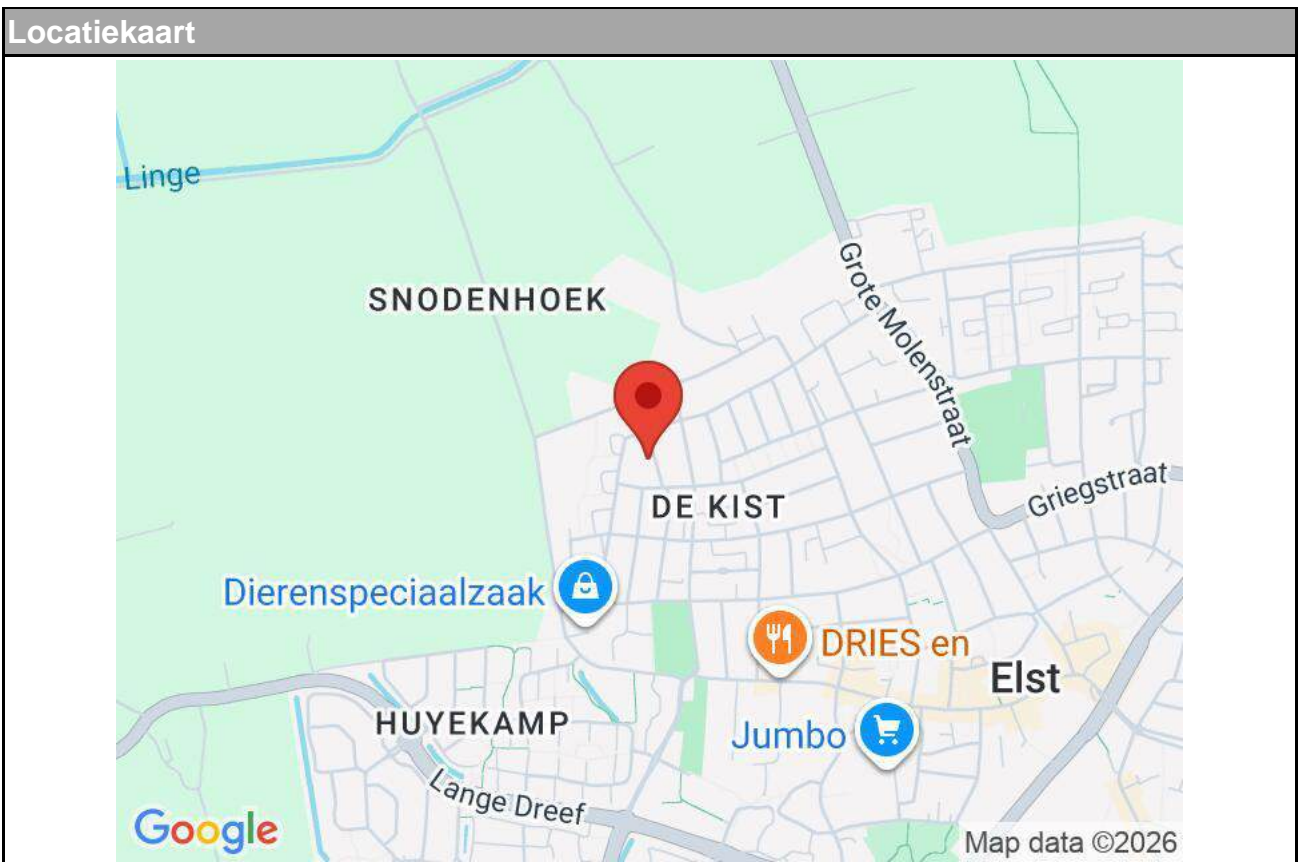 Locatiekaart
Linge
SNODENHOEK
Grote Molenstraat
DE KIST
Griegstraat
Dierenspeciaalzaak
DRIES en
Elst
HUYEKAMP
Jumbo
Lange Dreef
Google
Map data ©2026